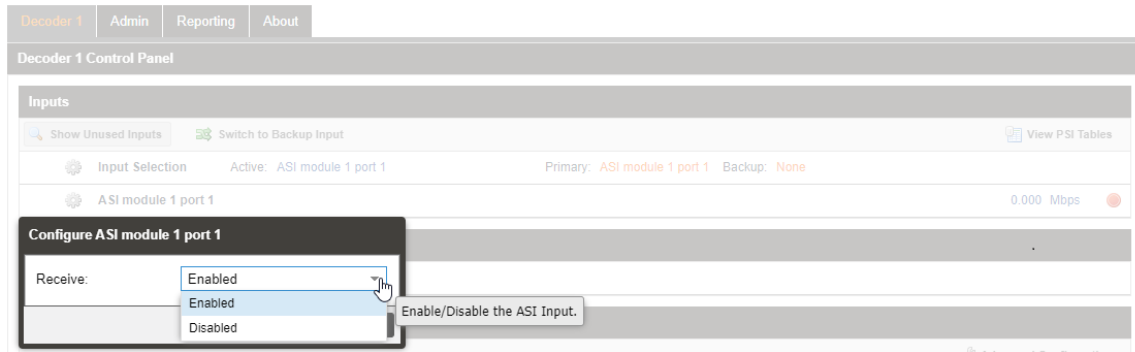 Decoder 1 Admin Reporting About
Decoder 1 Control Panel
Inputs
Show Unused Inputs Switch to Backup Input View PSI Tables
Input Selection Active: ASI module 1 port 1 Primary: ASI module 1 port 1 Backup: None
ASI module 1 port 1 0.000 Mbps
Configure ASI module 1 port 1
Receive: Enabled
Enabled
Enable/Disable the ASI Input.
Disabled